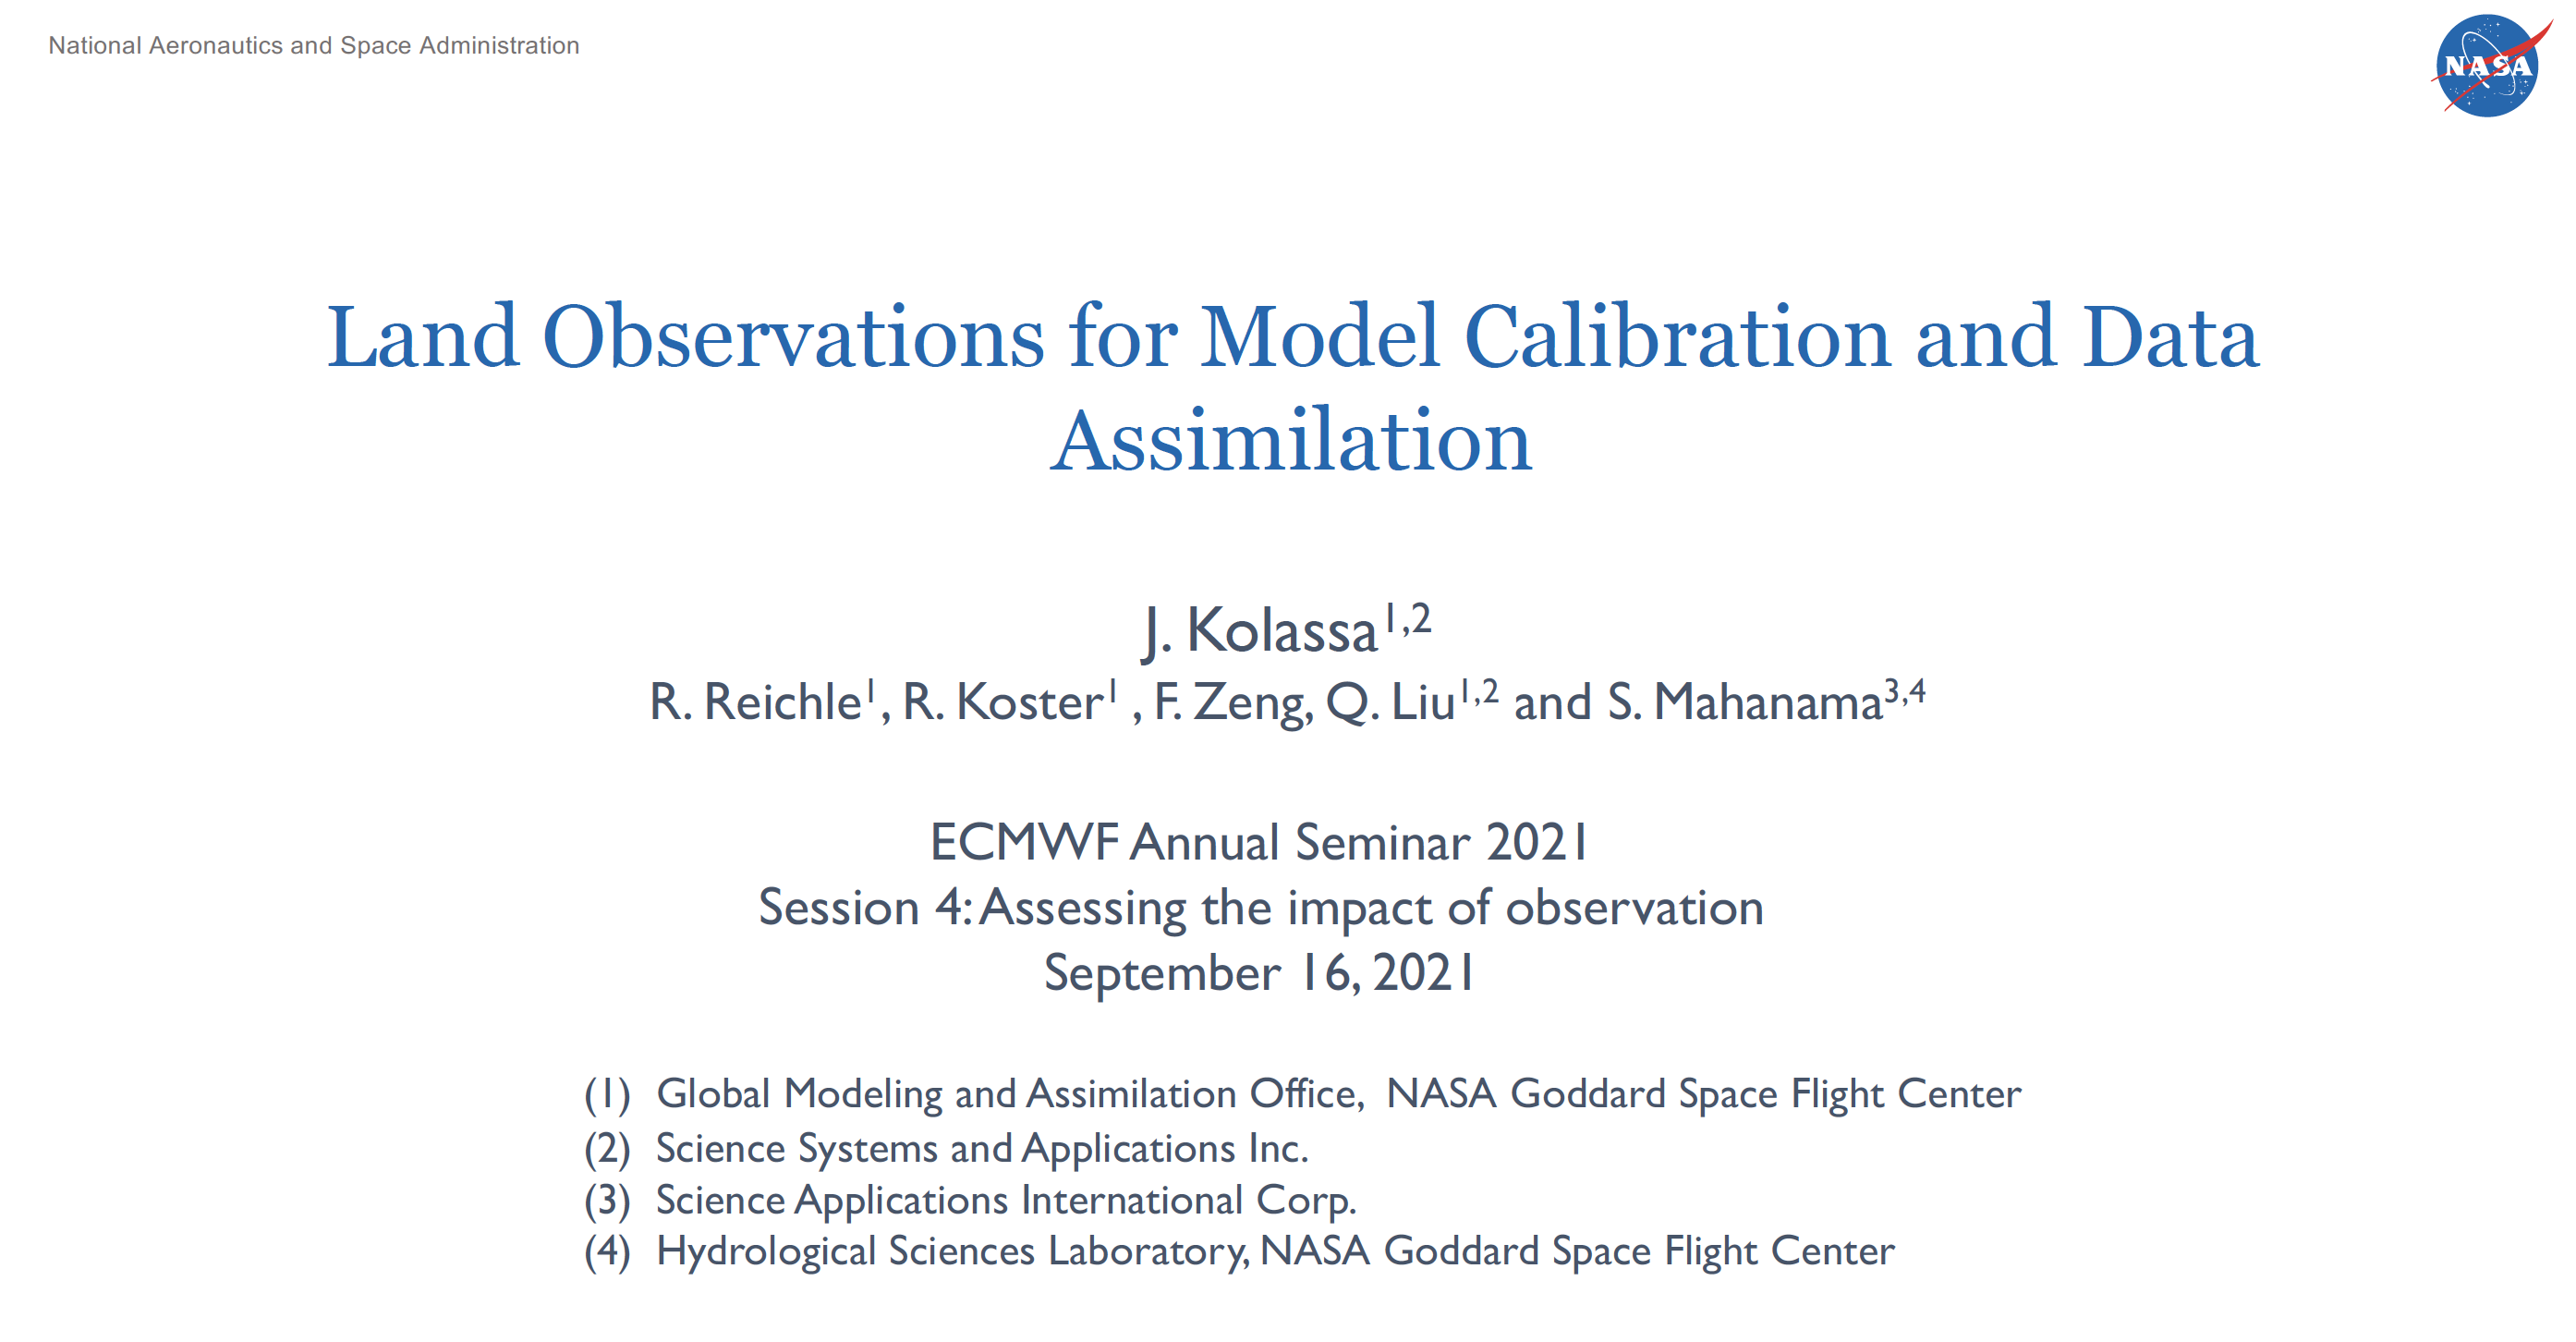 National Aeronautics and Space Administration
NASA
Land Observations for Model Calibration and Data
Assimilation
J. Kolassa¹,²
R. Reichle¹, R. Koster¹ , F. Zeng, Q. Liu¹,² and S. Mahanama³,⁴
ECMWF Annual Seminar 2021
Session 4: Assessing the impact of observation
September 16, 2021
(1) Global Modeling and Assimilation Office, NASA Goddard Space Flight Center
(2) Science Systems and Applications Inc.
(3) Science Applications International Corp.
(4) Hydrological Sciences Laboratory, NASA Goddard Space Flight Center